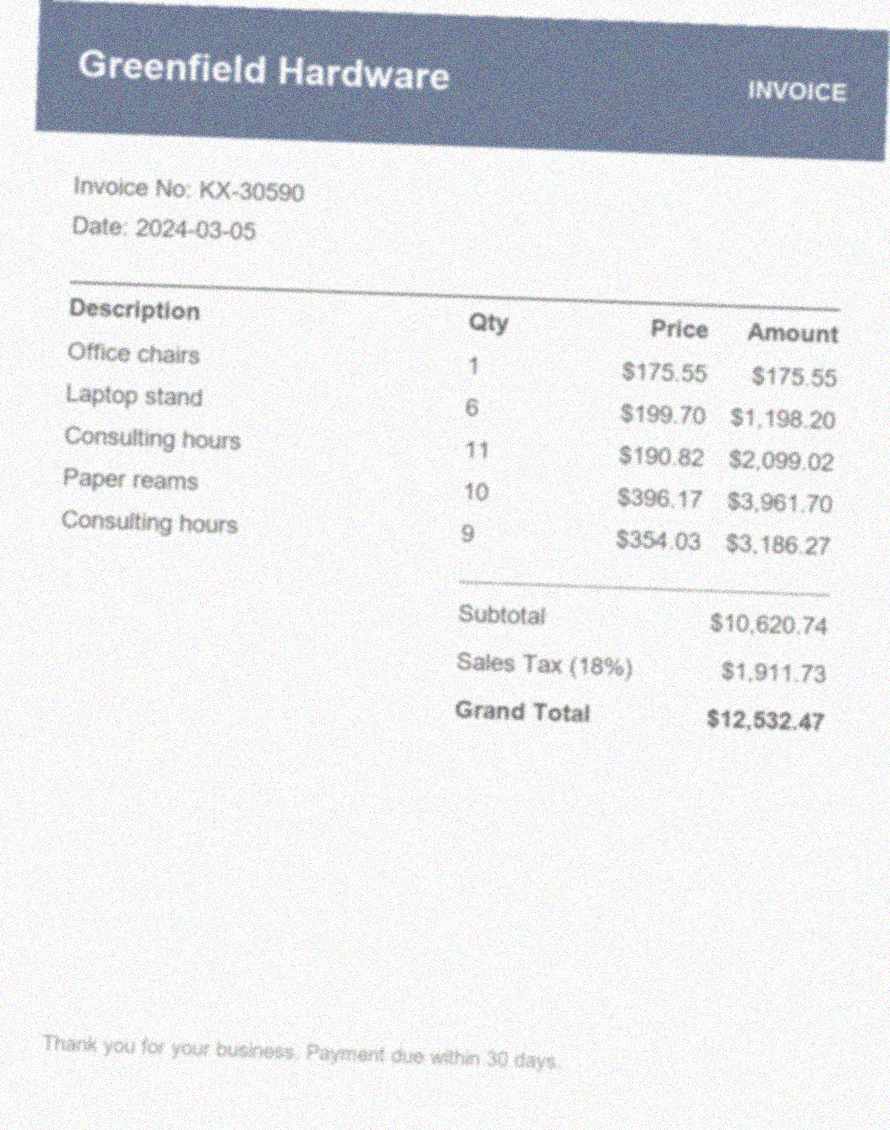 Greenfield Hardware
INVOICE
Invoice No: KX-30590
Date: 2024-03-05
Description Qty Price Amount
Office chairs 1 $175.55 $175.55
Laptop stand 6 $199.70 $1,198.20
Consulting hours 11 $190.82 $2,099.02
Paper reams 10 $396.17 $3,961.70
Consulting hours 9 $354.03 $3,186.27
Subtotal $10,620.74
Sales Tax (18%) $1,911.73
Grand Total $12,532.47
Thank you for your business. Payment due within 30 days.